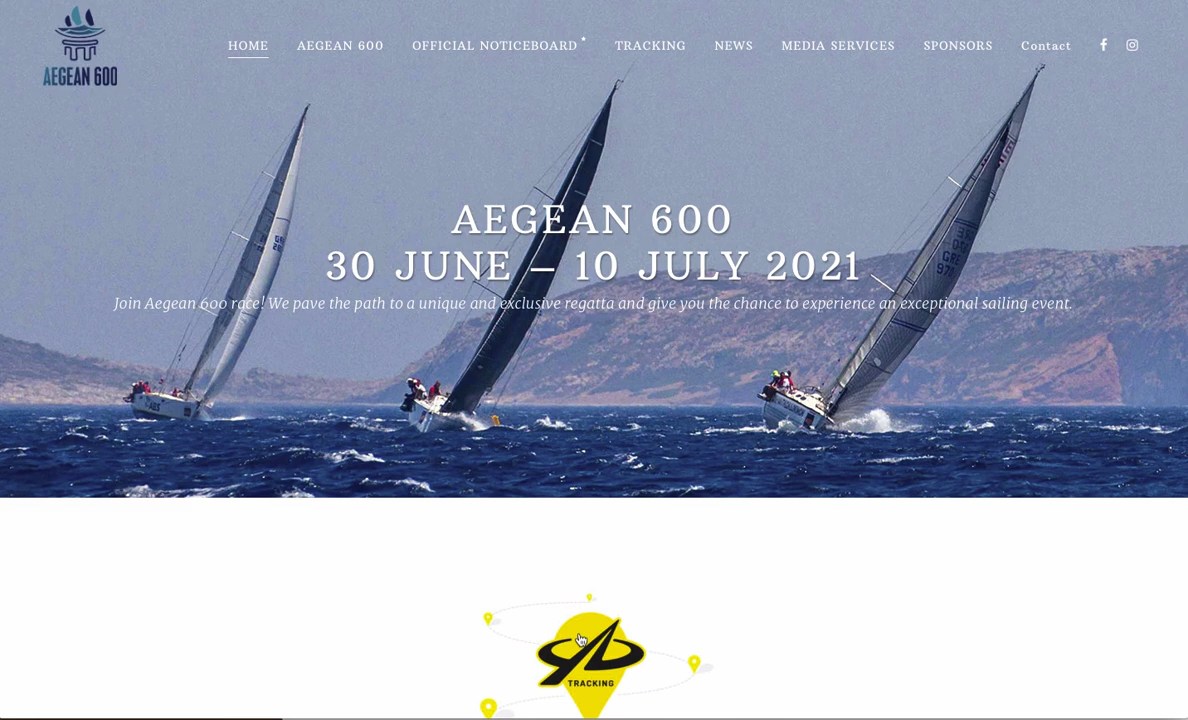 AEGEAN 600
HOME AEGEAN 600 OFFICIAL NOTICEBOARD * TRACKING NEWS MEDIA SERVICES SPONSORS Contact
AEGEAN 600
30 JUNE – 10 JULY 2021
Join Aegean 600 race! We pave the path to a unique and exclusive regatta and give you the chance to experience an exceptional sailing event.
TRACKING